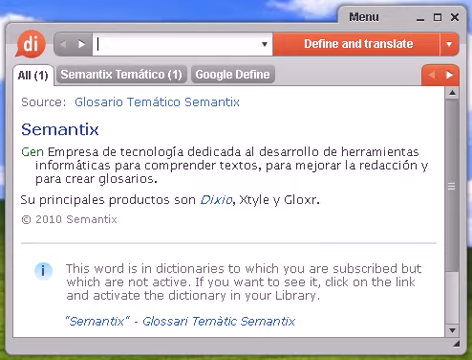 Menu
di
Define and translate
All (1)
Semantix Temático (1)
Google Define
Source: Glosario Temático Semantix
Semantix
Gen Empresa de tecnología dedicada al desarrollo de herramientas
informáticas para comprender textos, para mejorar la redacción y
para crear glosarios.
Su principales producton son Dixio, Xtyle y Gloxr.
© 2010 Semantix
i
This word is in dictionaries to which you are subscribed but
which are not active. If you want to see it, click on the link
and activate the dictionary in your Library.
"Semantix" - Glossari Temàtic Semantix